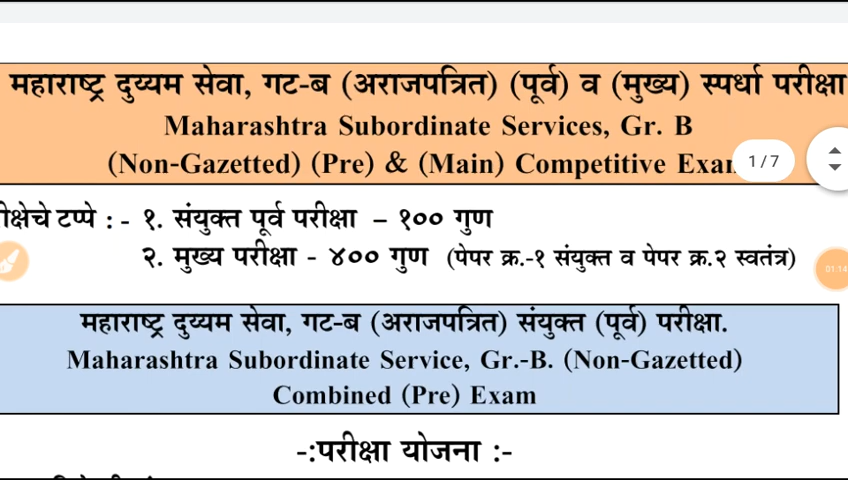 महाराष्ट्र दुय्यम सेवा, गट-ब (अराजपत्रित) (पूर्व) व (मुख्य) स्पर्धा परीक्षा
Maharashtra Subordinate Services, Gr. B
(Non-Gazetted) (Pre) & (Main) Competitive
1/7
टप्पे : - १. संयुक्त पूर्व परीक्षा – १०० गुण
२. मुख्य परीक्षा - ४०० गुण (पेपर क्र.-१ संयुक्त व पेपर क्र.२ स्वतंत्र)
01:14
महाराष्ट्र दुय्यम सेवा, गट-ब (अराजपत्रित) संयुक्त (पूर्व) परीक्षा.
Maharashtra Subordinate Service, Gr.-B. (Non-Gazetted)
Combined (Pre) Exam
-:परीक्षा योजना :-